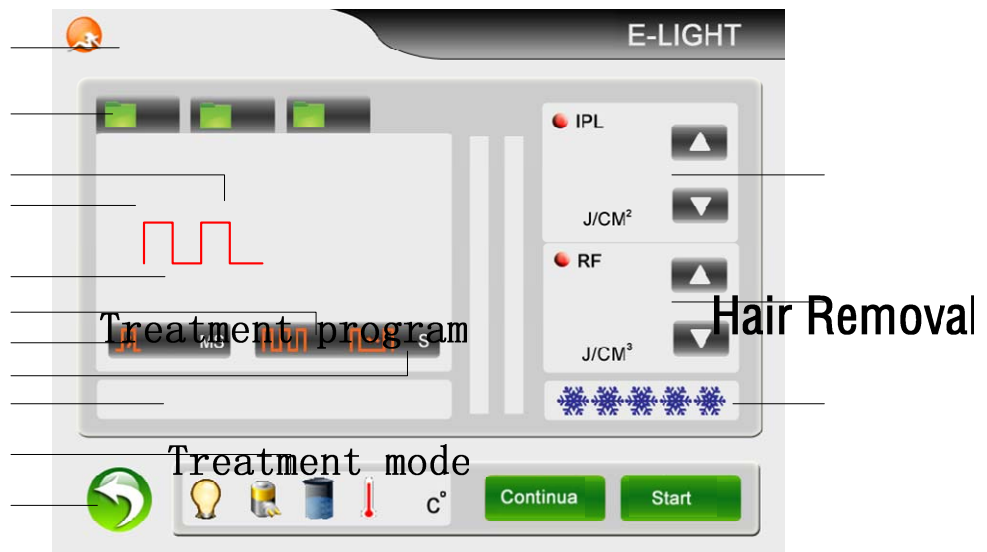 E-LIGHT
IPL
J/CM²
RF
Hair Removal
Treatment program
MS
S
J/CM³
Treatment mode
C°
Continua
Start